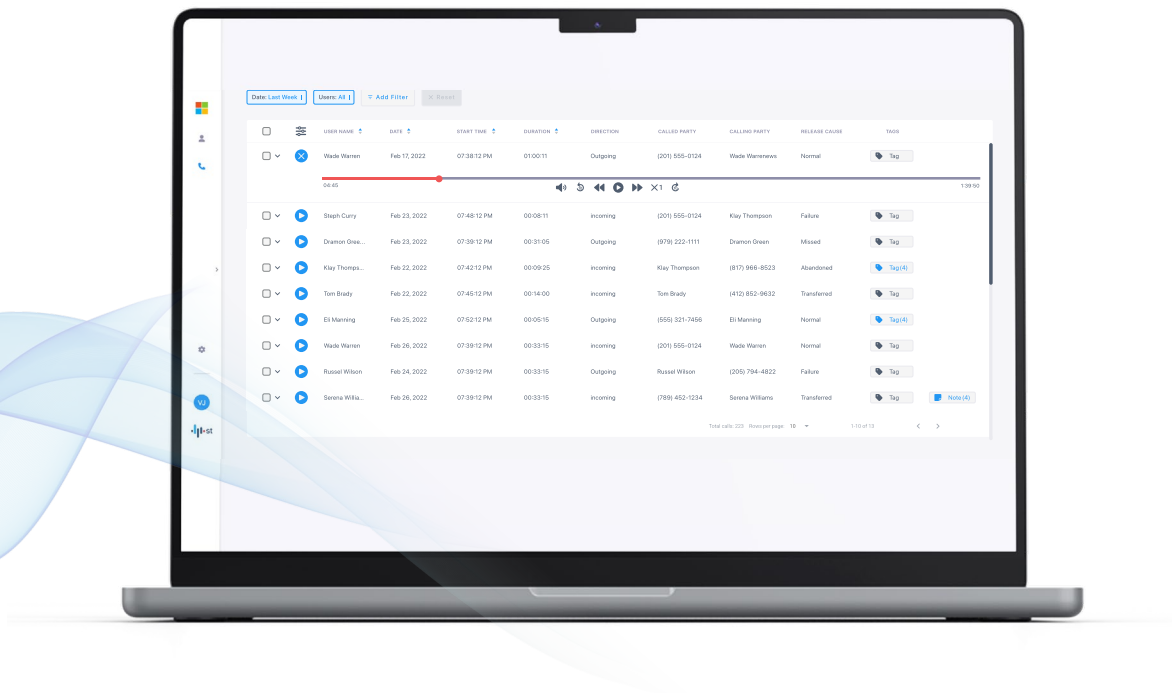 Date: Last Week | Users: All | Add Filter × Reset
USER NAME DATE START TIME DURATION DIRECTION CALLED PARTY CALLING PARTY RELEASE CAUSE TAGS
Wade Warren Feb 17, 2022 07:38:12 PM 01:00:11 Outgoing (201) 555-0124 Wade Warrenews Normal Tag
04:45 ×1 1:39:50
Steph Curry Feb 23, 2022 07:48:12 PM 00:08:11 incoming (201) 555-0124 Klay Thompson Failure Tag
Dramon Gree... Feb 23, 2022 07:39:12 PM 00:31:05 Outgoing (979) 222-1111 Dramon Green Missed Tag
Klay Thomps... Feb 22, 2022 07:42:12 PM 00:09:25 incoming Klay Thompson (817) 966-8523 Abandoned Tag(4)
Tom Brady Feb 22, 2022 07:45:12 PM 00:14:00 incoming Tom Brady (412) 852-9632 Transferred Tag
Eli Manning Feb 25, 2022 07:52:12 PM 00:05:15 Outgoing (555) 321-7456 Eli Manning Normal Tag(4)
Wade Warren Feb 26, 2022 07:39:12 PM 00:33:15 incoming (201) 555-0124 Wade Warren Normal Tag
Russel Wilson Feb 24, 2022 07:39:12 PM 00:33:15 Outgoing Russel Wilson (205) 794-4822 Failure Tag
Serena Willia... Feb 26, 2022 07:39:12 PM 00:33:15 incoming (789) 452-1234 Serena Williams Transferred Tag Note(4)
VJ
st
Total calls: 223 Rows per page: 10 1-10 of 13